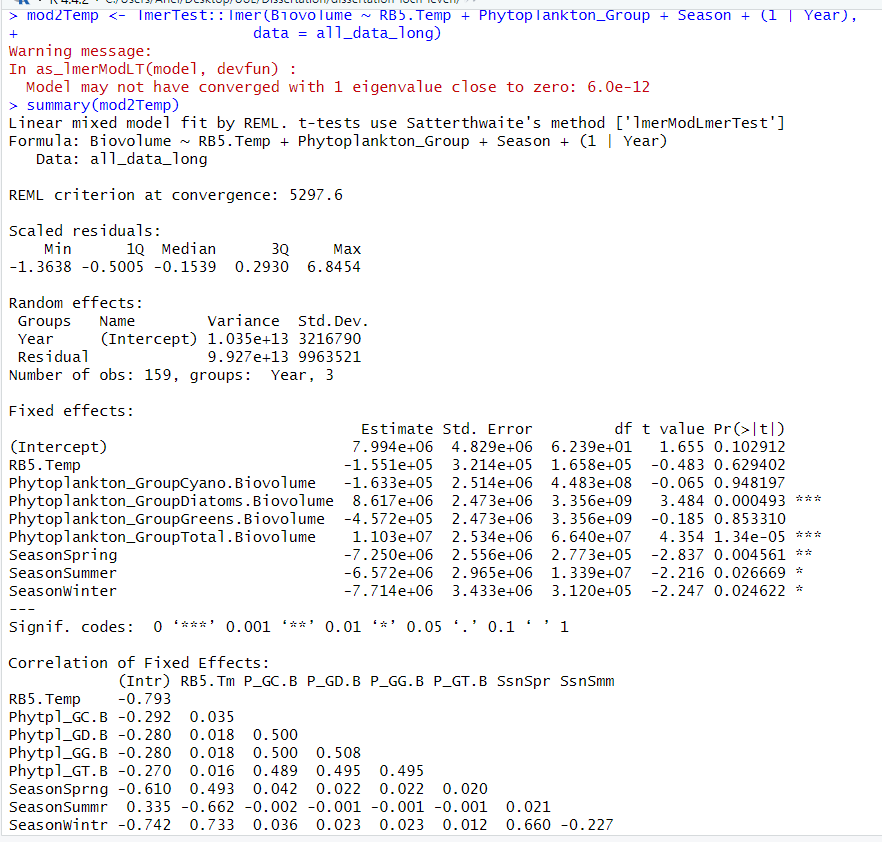 > mod2Temp <- lmerTest::lmer(Biovolume ~ RB5.Temp + Phytoplankton_Group + Season + (1 | Year),
+                            data = all_data_long)
Warning message:
In as_lmerModLT(model, devfun) :
  Model may not have converged with 1 eigenvalue close to zero: 6.0e-12
> summary(mod2Temp)
Linear mixed model fit by REML. t-tests use Satterthwaite's method ['lmerModLmerTest']
Formula: Biovolume ~ RB5.Temp + Phytoplankton_Group + Season + (1 | Year)
   Data: all_data_long

REML criterion at convergence: 5297.6

Scaled residuals:
    Min      1Q  Median      3Q     Max
-1.3638 -0.5005 -0.1539  0.2930  6.8454

Random effects:
 Groups   Name        Variance  Std.Dev.
 Year     (Intercept) 1.035e+13 3216790
 Residual             9.927e+13 9963521
Number of obs: 159, groups:  Year, 3

Fixed effects:
                                      Estimate Std. Error         df t value Pr(>|t|)
(Intercept)                          7.994e+06  4.829e+06  6.239e+01   1.655 0.102912
RB5.Temp                            -1.551e+05  3.214e+05  1.658e+05  -0.483 0.629402
Phytoplankton_GroupCyano.Biovolume  -1.633e+05  2.514e+06  4.483e+08  -0.065 0.948197
Phytoplankton_GroupDiatoms.Biovolume  8.617e+06  2.473e+06  3.356e+09   3.484 0.000493 ***
Phytoplankton_GroupGreens.Biovolume -4.572e+05  2.473e+06  3.356e+09  -0.185 0.853310
Phytoplankton_GroupTotal.Biovolume   1.103e+07  2.534e+06  6.640e+07   4.354 1.34e-05 ***
SeasonSpring                        -7.250e+06  2.556e+06  2.773e+05  -2.837 0.004561 **
SeasonSummer                        -6.572e+06  2.965e+06  1.339e+07  -2.216 0.026669 *
SeasonWinter                        -7.714e+06  3.433e+06  3.120e+05  -2.247 0.024622 *
---
Signif. codes:  0 ‘***’ 0.001 ‘**’ 0.01 ‘*’ 0.05 ‘.’ 0.1 ‘ ’ 1

Correlation of Fixed Effects:
            (Intr) RB5.Tm P_GC.B P_GD.B P_GG.B P_GT.B SsnSpr SsnSmm
RB5.Temp    -0.793
Phytpl_GC.B -0.292  0.035
Phytpl_GD.B -0.280  0.018  0.500
Phytpl_GG.B -0.280  0.018  0.500  0.508
Phytpl_GT.B -0.270  0.016  0.489  0.495  0.495
SeasonSprng -0.610  0.493  0.042  0.022  0.022  0.020
SeasonSummr  0.335 -0.662 -0.002 -0.001 -0.001 -0.001  0.021
SeasonWintr -0.742  0.733  0.036  0.023  0.023  0.012  0.660 -0.227